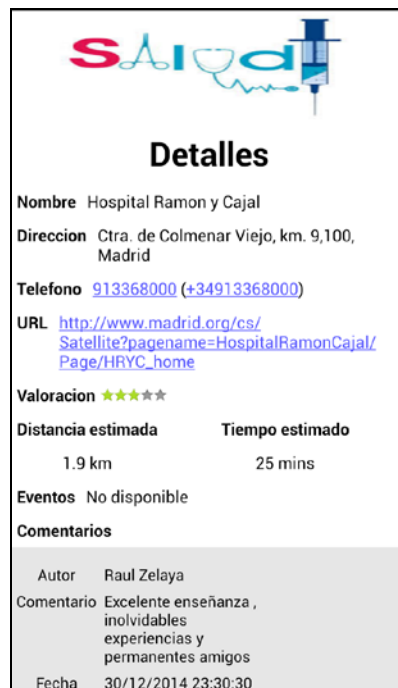 Salud
Detalles
Nombre Hospital Ramon y Cajal
Direccion Ctra. de Colmenar Viejo, km. 9,100,
Madrid
Telefono 913368000 (+34913368000)
URL http://www.madrid.org/cs/
Satellite?pagename=HospitalRamonCajal/
Page/HRYC_home
Valoracion
Distancia estimada Tiempo estimado
1.9 km 25 mins
Eventos No disponible
Comentarios
Autor Raul Zelaya
Comentario Excelente enseñanza ,
inolvidables
experiencias y
permanentes amigos
Fecha 30/12/2014 23:30:30